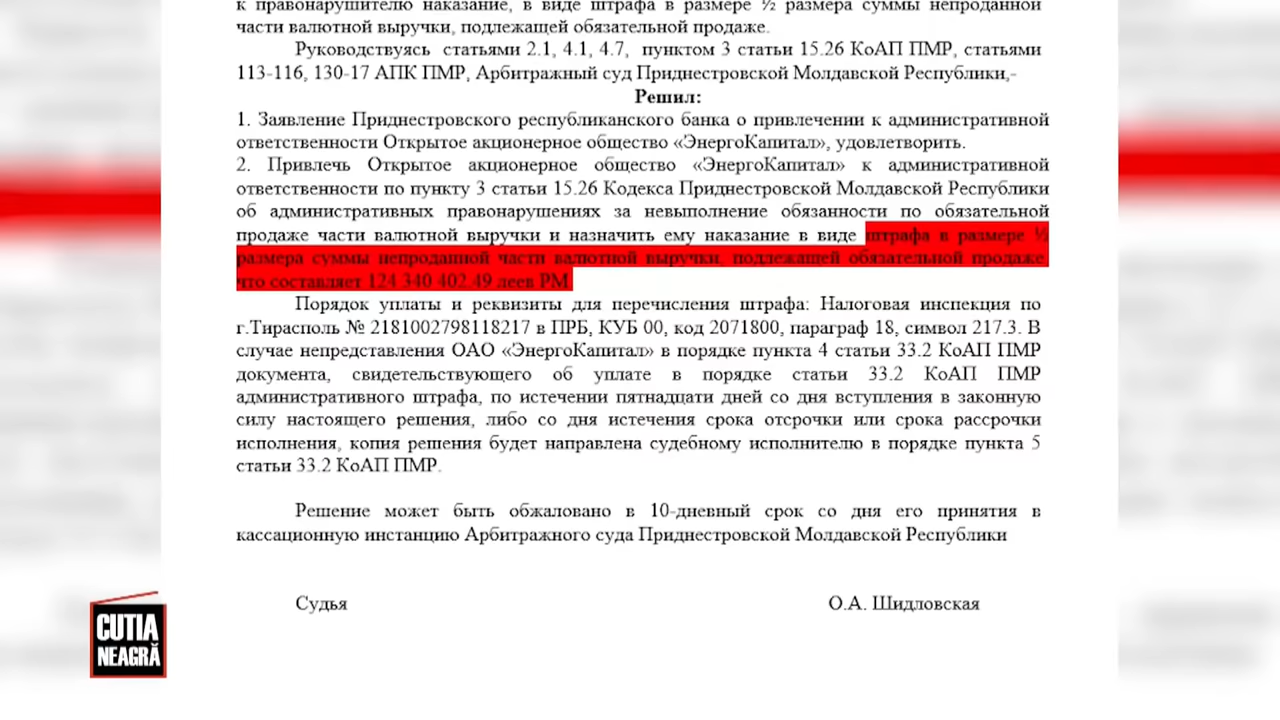 к правонарушителю наказание, в виде штрафа в размере ½ размера суммы непроданной
части валютной выручки, подлежащей обязательной продаже.
Руководствуясь статьями 2.1, 4.1, 4.7, пунктом 3 статьи 15.26 КоАП ПМР, статьями
113-116, 130-17 АПК ПМР, Арбитражный суд Приднестровской Молдавской Республики,-
Решил:
1. Заявление Приднестровского республиканского банка о привлечении к административной
ответственности Открытое акционерное общество «ЭнергоКапитал», удовлетворить.
2. Привлечь Открытое акционерное общество «ЭнергоКапитал» к административной
ответственности по пункту 3 статьи 15.26 Кодекса Приднестровской Молдавской Республики
об административных правонарушениях за невыполнение обязанности по обязательной
продаже части валютной выручки и назначить ему наказание в виде штрафа в размере ½
размера суммы непроданной части валютной выручки, подлежащей обязательной продаже,
что составляет 124 340 402,49 леев РМ.
Порядок уплаты и реквизиты для перечисления штрафа: Налоговая инспекция по
г.Тирасполь № 2181002798118217 в ПРБ, КУБ 00, код 2071800, параграф 18, символ 217.3. В
случае непредставления ОАО «ЭнергоКапитал» в порядке пункта 4 статьи 33.2 КоАП ПМР
документа, свидетельствующего об уплате в порядке статьи 33.2 КоАП ПМР
административного штрафа, по истечении пятнадцати дней со дня вступления в законную
силу настоящего решения, либо со дня истечения срока отсрочки или срока рассрочки
исполнения, копия решения будет направлена судебному исполнителю в порядке пункта 5
статьи 33.2 КоАП ПМР.
Решение может быть обжаловано в 10-дневный срок со дня его принятия в
кассационную инстанцию Арбитражного суда Приднестровской Молдавской Республики
Судья О.А. Шидловская
CUTIA
NEAGRĂ